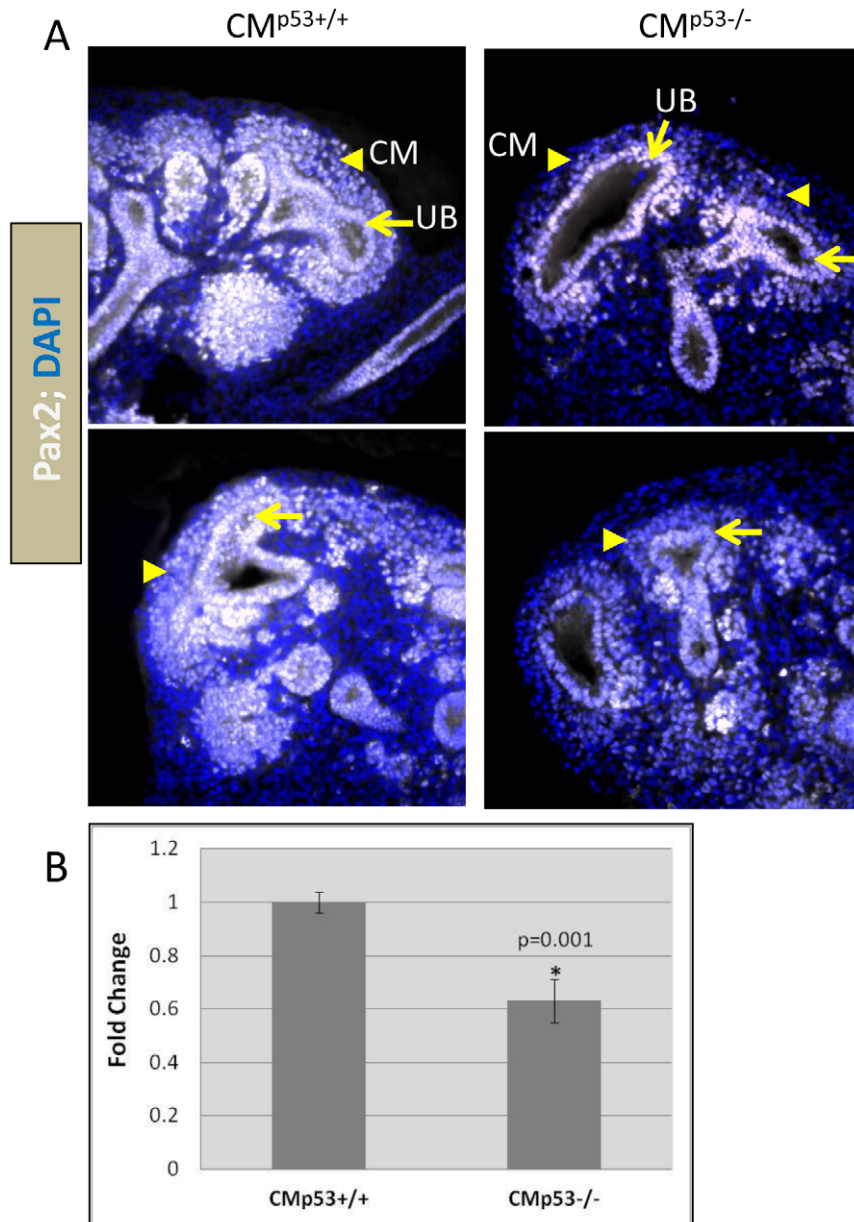 A
CMp53+/+
CMp53-/-
CM
UB
UB
CM
Pax2; DAPI
B
1.2
1
0.8
0.6
0.4
0.2
0
Fold Change
p=0.001
*
CMp53+/+
CMp53-/-